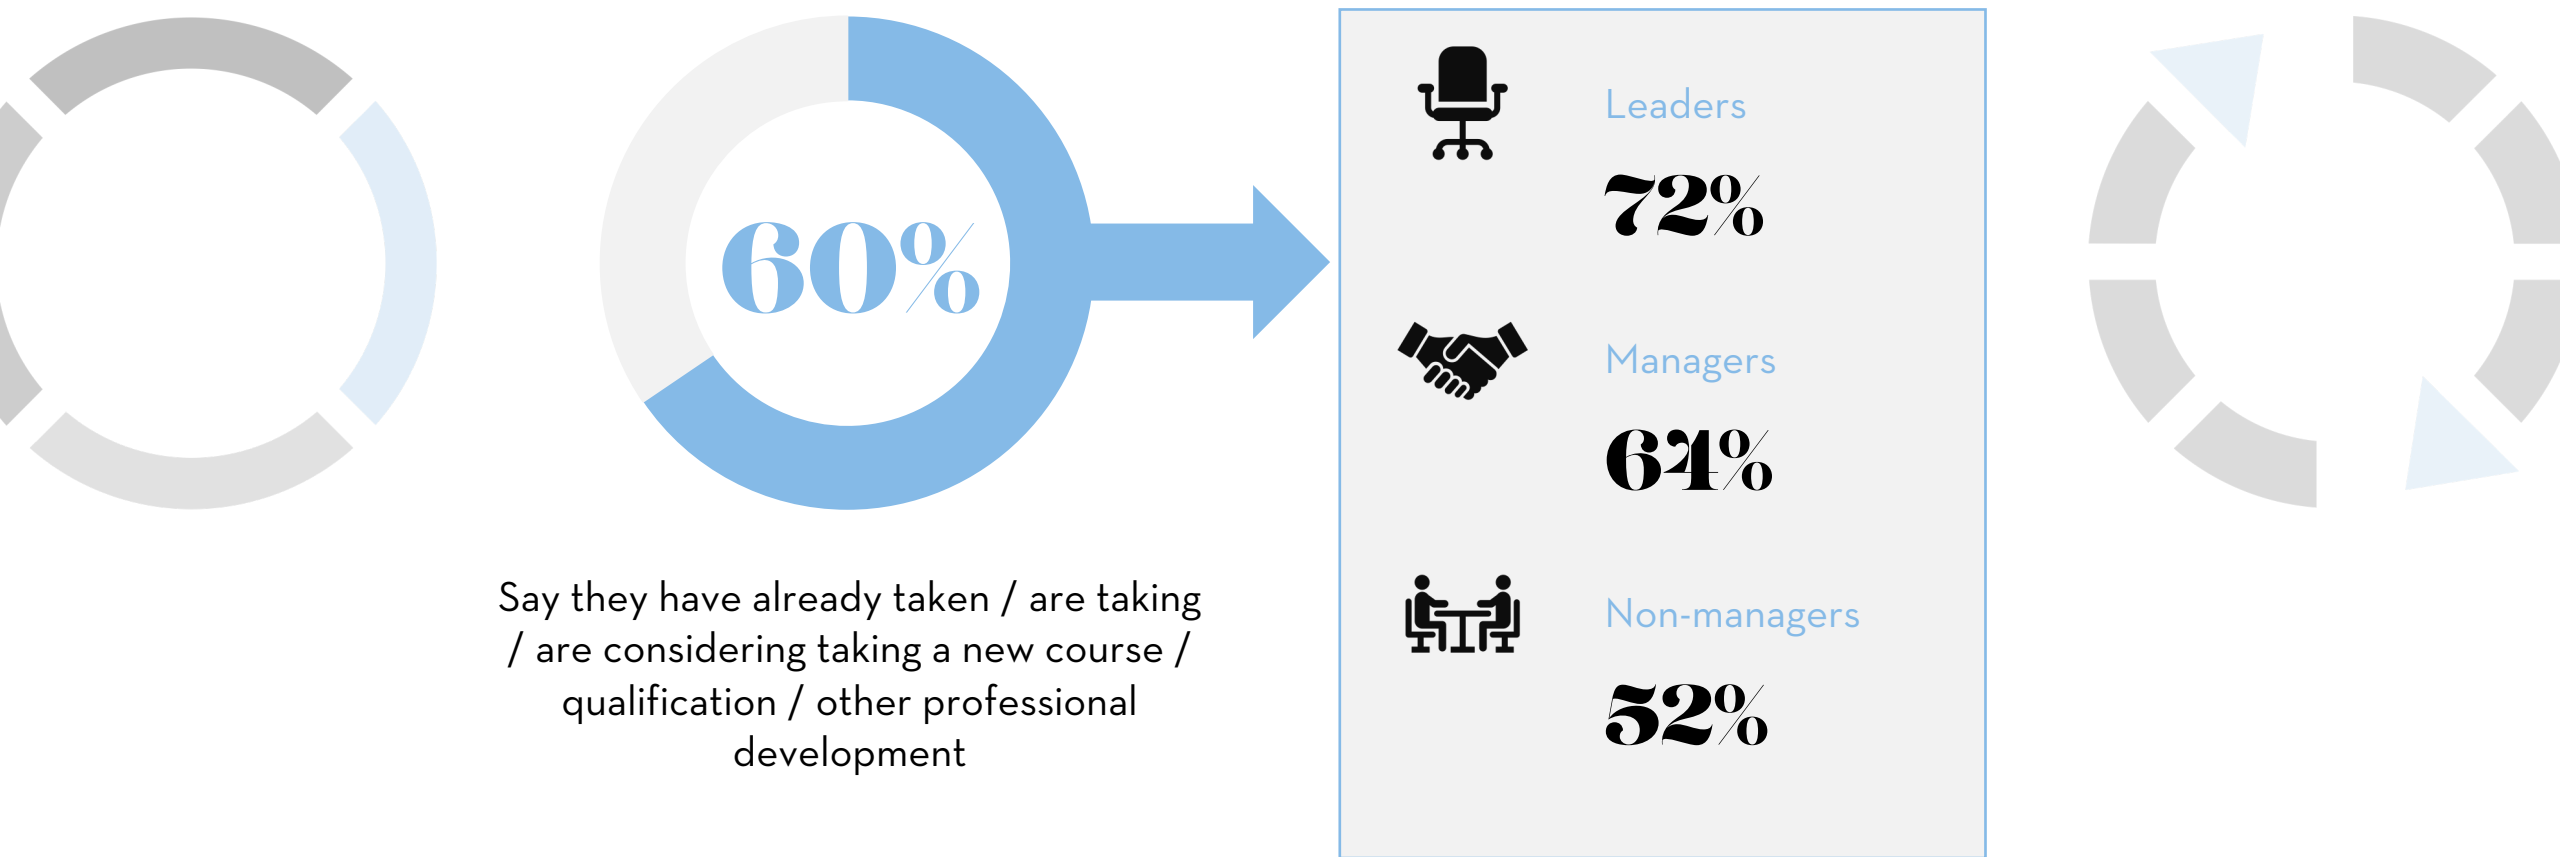 60%
Say they have already taken / are taking
/ are considering taking a new course /
qualification / other professional
development
Leaders
72%
Managers
64%
Non-managers
52%